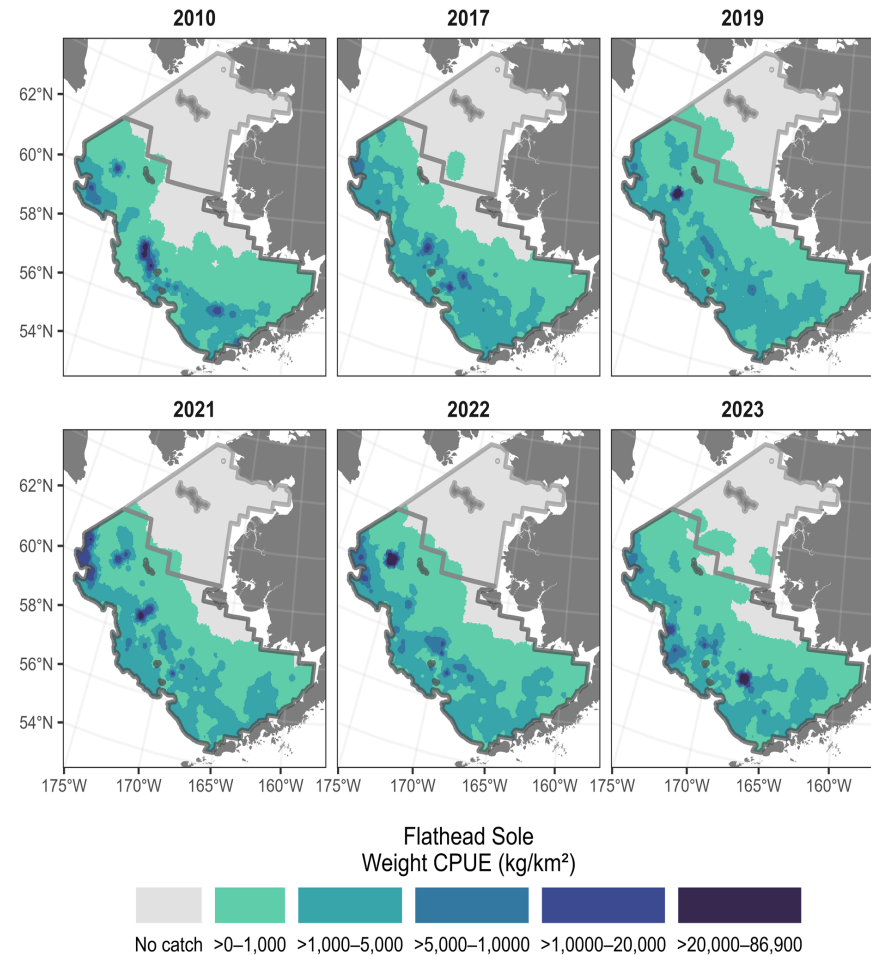 2010 2017 2019
62°N
60°N
58°N
56°N
54°N
2021 2022 2023
62°N
60°N
58°N
56°N
54°N
175°W 170°W 165°W 160°W 175°W 170°W 165°W 160°W 175°W 170°W 165°W 160°W
Flathead Sole
Weight CPUE (kg/km²)
No catch >0–1,000 >1,000–5,000 >5,000–1,0000 >1,0000–20,000 >20,000–86,900